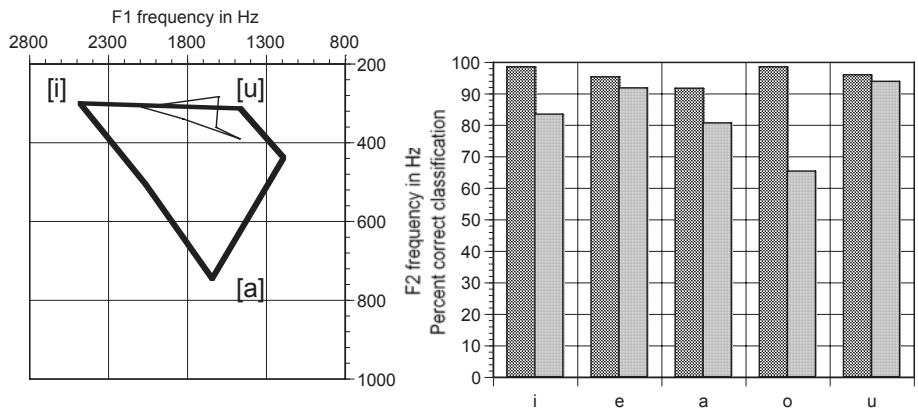 F1 frequency in Hz
2800 2300 1800 1300 800
[i] [u]
200
400
600
[a]
800
1000
F2 frequency in Hz
Percent correct classification
100
90
80
70
60
50
40
30
20
10
0
i e a o u